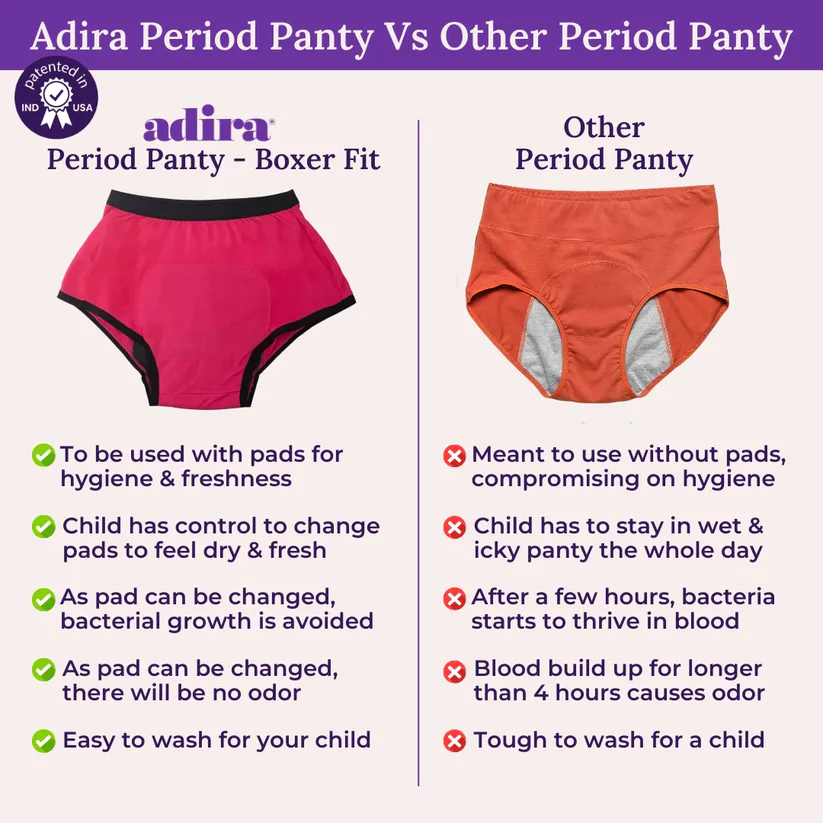 Adira Period Panty Vs Other Period Panty
patented in
IND USA
adira®
Period Panty - Boxer Fit
To be used with pads for
hygiene & freshness
Child has control to change
pads to feel dry & fresh
As pad can be changed,
bacterial growth is avoided
As pad can be changed,
there will be no odor
Easy to wash for your child
Other
Period Panty
Meant to use without pads,
compromising on hygiene
Child has to stay in wet &
icky panty the whole day
After a few hours, bacteria
starts to thrive in blood
Blood build up for longer
than 4 hours causes odor
Tough to wash for a child